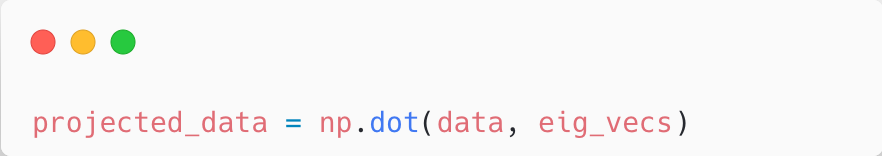 projected_data = np.dot(data, eig_vecs)